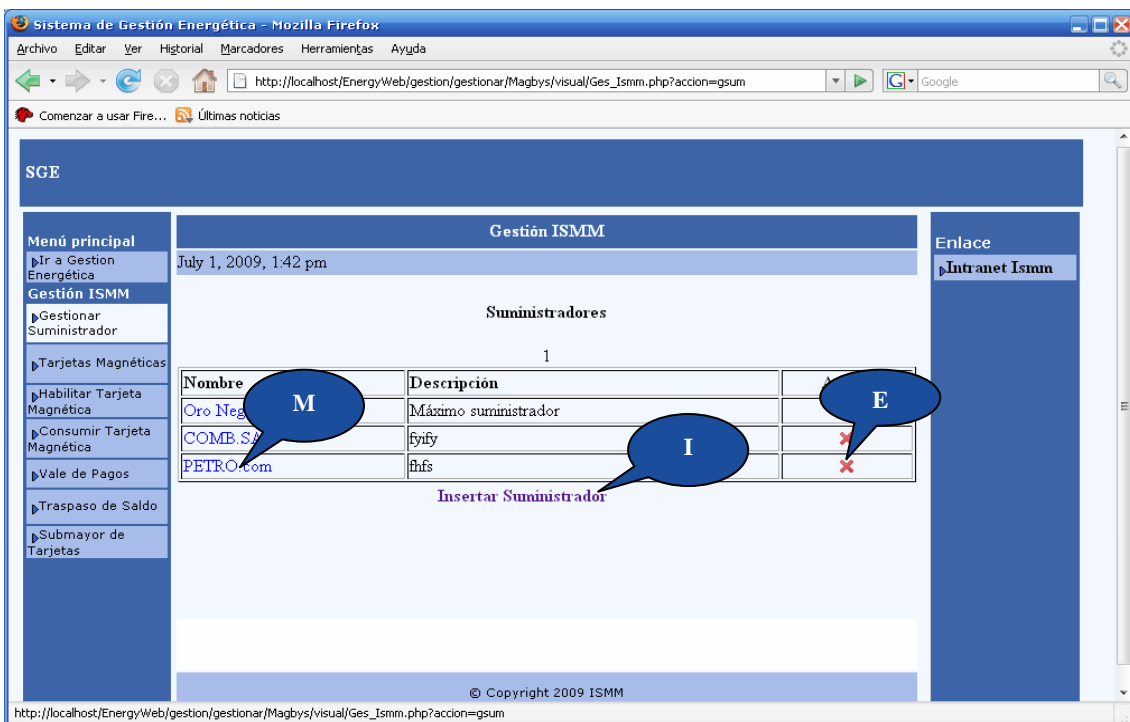 Sistema de Gestión Energética - Mozilla Firefox
Archivo Editar Ver Historial Marcadores Herramientas Ayuda
http://localhost/EnergyWeb/gestion/gestionar/Magbys/visual/Ges_Ismm.php?accion=gsum
G Google
Comenzar a usar Fire... Últimas noticias
SGE
Menú principal
Ir a Gestion
Energética
Gestión ISMM
Gestionar
Suministrador
Tarjetas Magnéticas
Habilitar Tarjeta
Magnética
Consumir Tarjeta
Magnética
Vale de Pagos
Traspaso de Saldo
Submayor de
Tarjetas
Gestión ISMM
July 1, 2009, 1:42 pm
Suministradores
1
Nombre Descripción
Oro Máximo suministrador
COMB.SA fyify
PETRO.com fhfs
M
I
E
Insertar Suministrador
© Copyright 2009 ISMM
Enlace
Intranet Ismm
http://localhost/EnergyWeb/gestion/gestionar/Magbys/visual/Ges_Ismm.php?accion=gsum